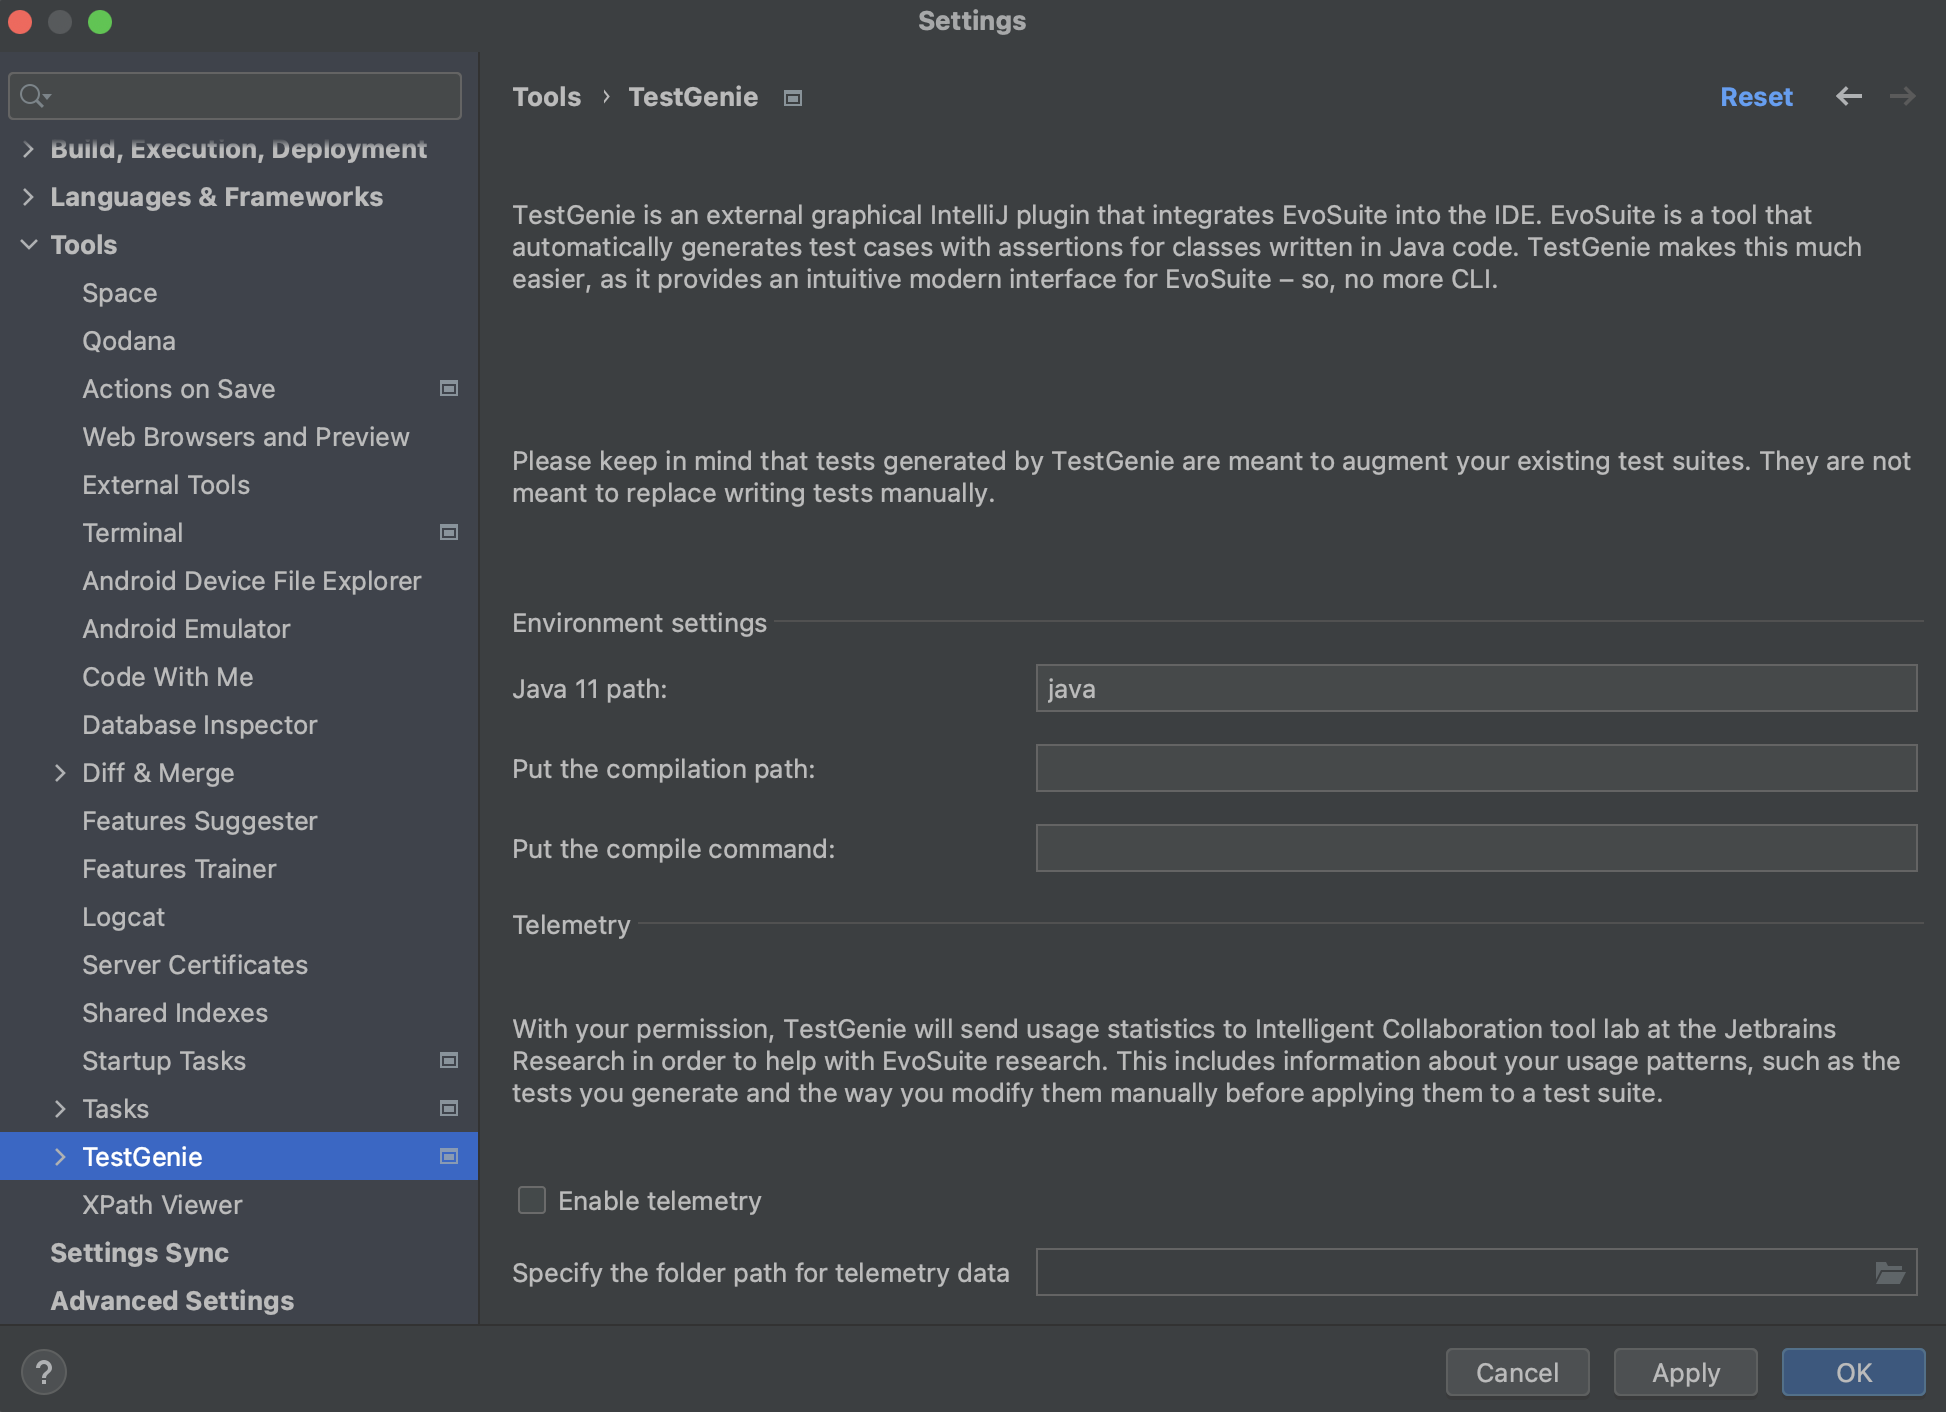 Settings
Build, Execution, Deployment
Languages & Frameworks
Tools
Space
Qodana
Actions on Save
Web Browsers and Preview
External Tools
Terminal
Android Device File Explorer
Android Emulator
Code With Me
Database Inspector
Diff & Merge
Features Suggester
Features Trainer
Logcat
Server Certificates
Shared Indexes
Startup Tasks
Tasks
TestGenie
XPath Viewer
Settings Sync
Advanced Settings
Tools › TestGenie
Reset
TestGenie is an external graphical IntelliJ plugin that integrates EvoSuite into the IDE. EvoSuite is a tool that
automatically generates test cases with assertions for classes written in Java code. TestGenie makes this much
easier, as it provides an intuitive modern interface for EvoSuite – so, no more CLI.
Please keep in mind that tests generated by TestGenie are meant to augment your existing test suites. They are not
meant to replace writing tests manually.
Environment settings
Java 11 path: java
Put the compilation path:
Put the compile command:
Telemetry
With your permission, TestGenie will send usage statistics to Intelligent Collaboration tool lab at the Jetbrains
Research in order to help with EvoSuite research. This includes information about your usage patterns, such as the
tests you generate and the way you modify them manually before applying them to a test suite.
Enable telemetry
Specify the folder path for telemetry data
?
Cancel
Apply
OK